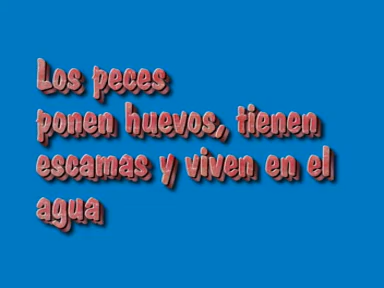 Los peces
ponen huevos, tienen
escamas y viven en el
agua